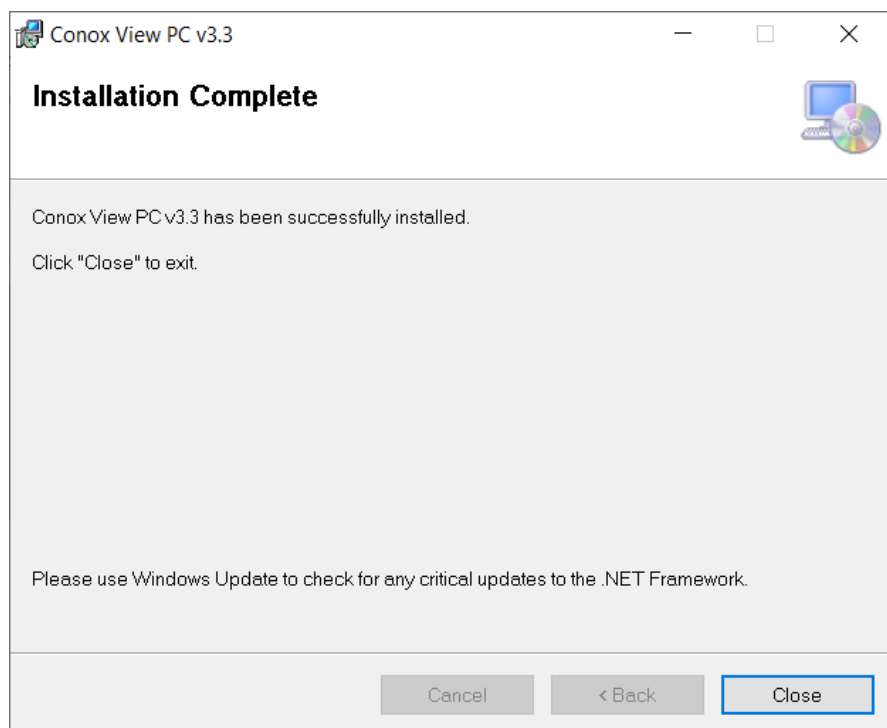 Conox View PC v3.3
Installation Complete
Conox View PC v3.3 has been successfully installed.
Click "Close" to exit.
Please use Windows Update to check for any critical updates to the .NET Framework.
Cancel
< Back
Close